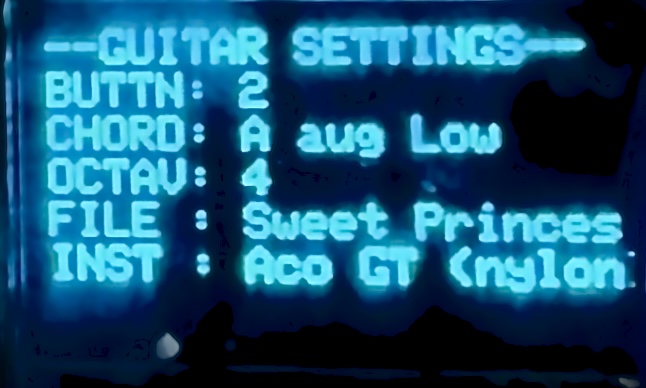 --GUITAR SETTINGS--
BUTTN: 2
CHORD: A aug Low
OCTAV: 4
FILE : Sweet Princes
INST : Aco GT (nylon